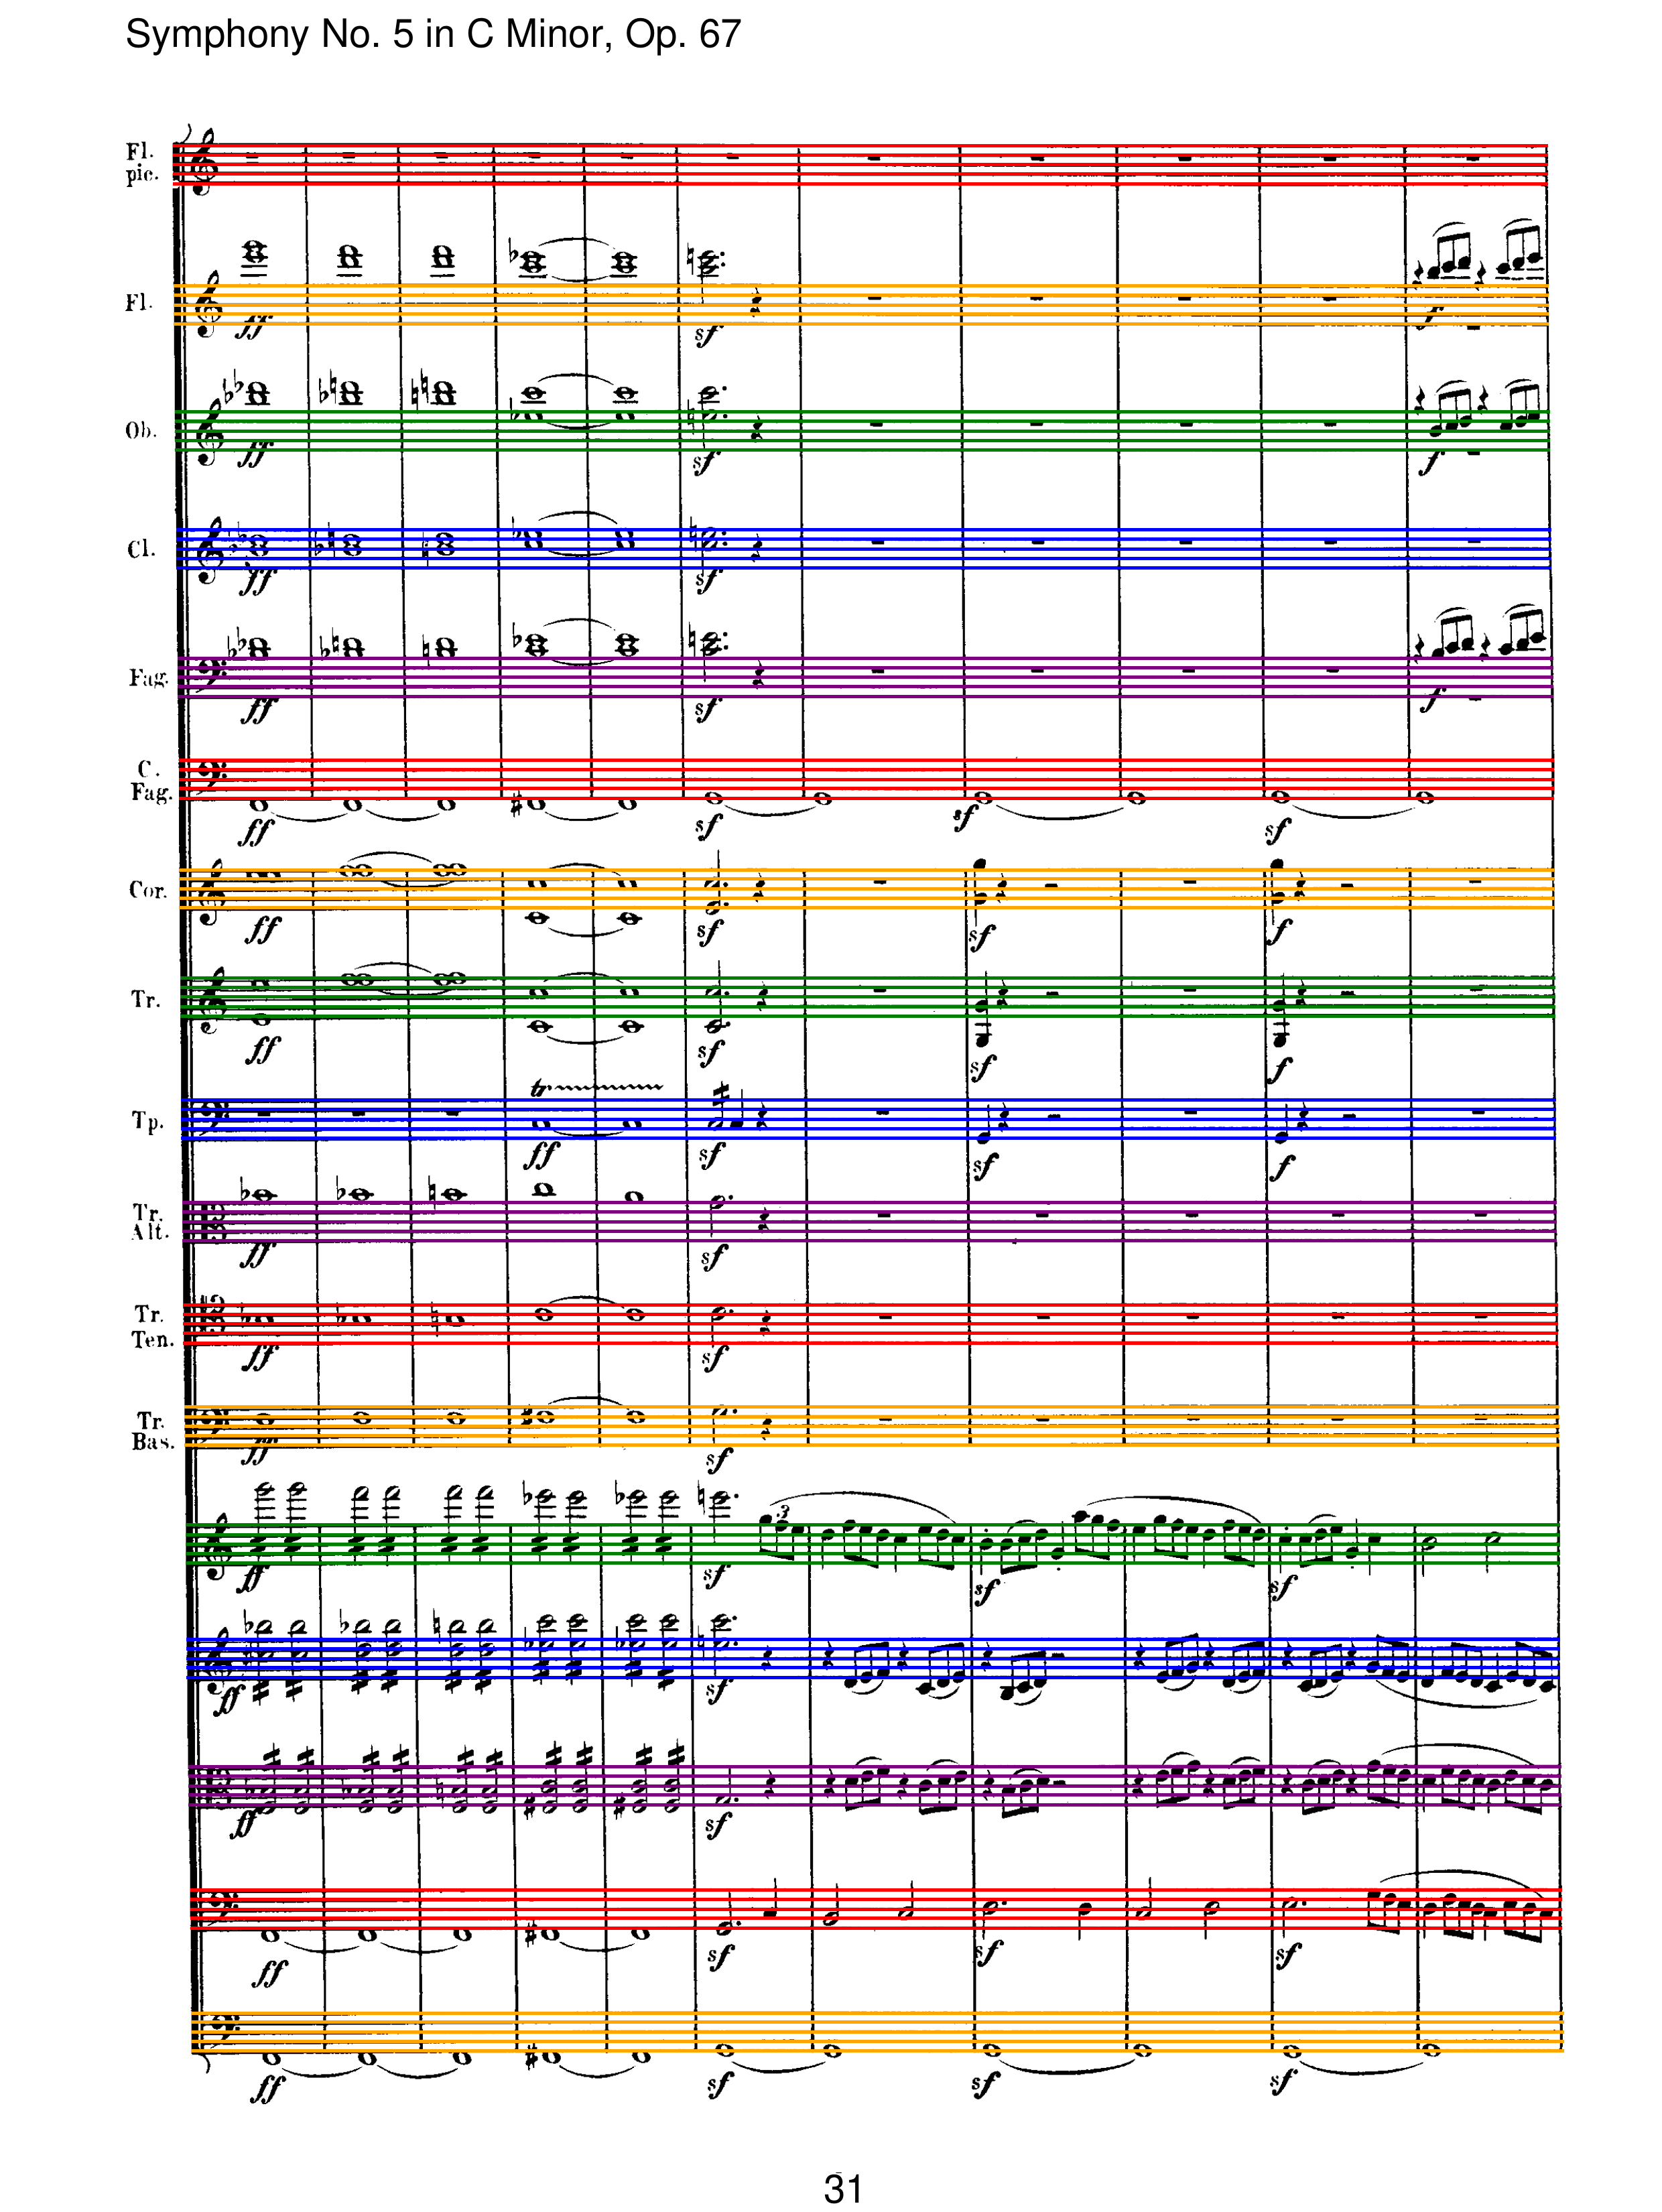 Symphony No. 5 in C Minor, Op. 67
Fl.
pic.
Fl.
ff
sf
f
Ob.
ff
sf
f
Cl.
ff
sf
Fag.
ff
sf
f
C.
Fag.
ff
sf
sf
sf
Cor.
ff
sf
sf
f
Tr.
ff
sf
sf
f
tr
Tp.
ff
sf
sf
f
Tr.
Alt.
ff
sf
Tr.
Ten.
ff
sf
Tr.
Bas.
ff
sf
3
ff
sf
sf
sf
ff
sf
ff
sf
ff
sf
sf
sf
ff
sf
sf
sf
31